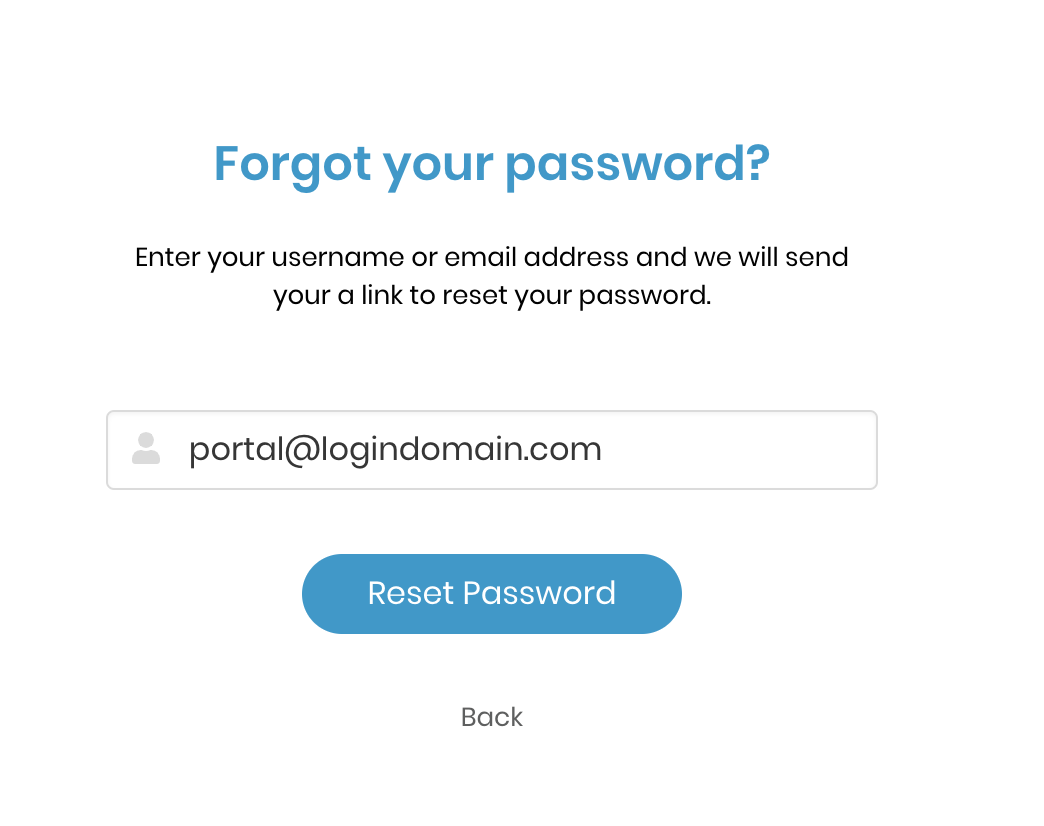 Forgot your password?
Enter your username or email address and we will send
your a link to reset your password.
portal@logindomain.com
Reset Password
Back